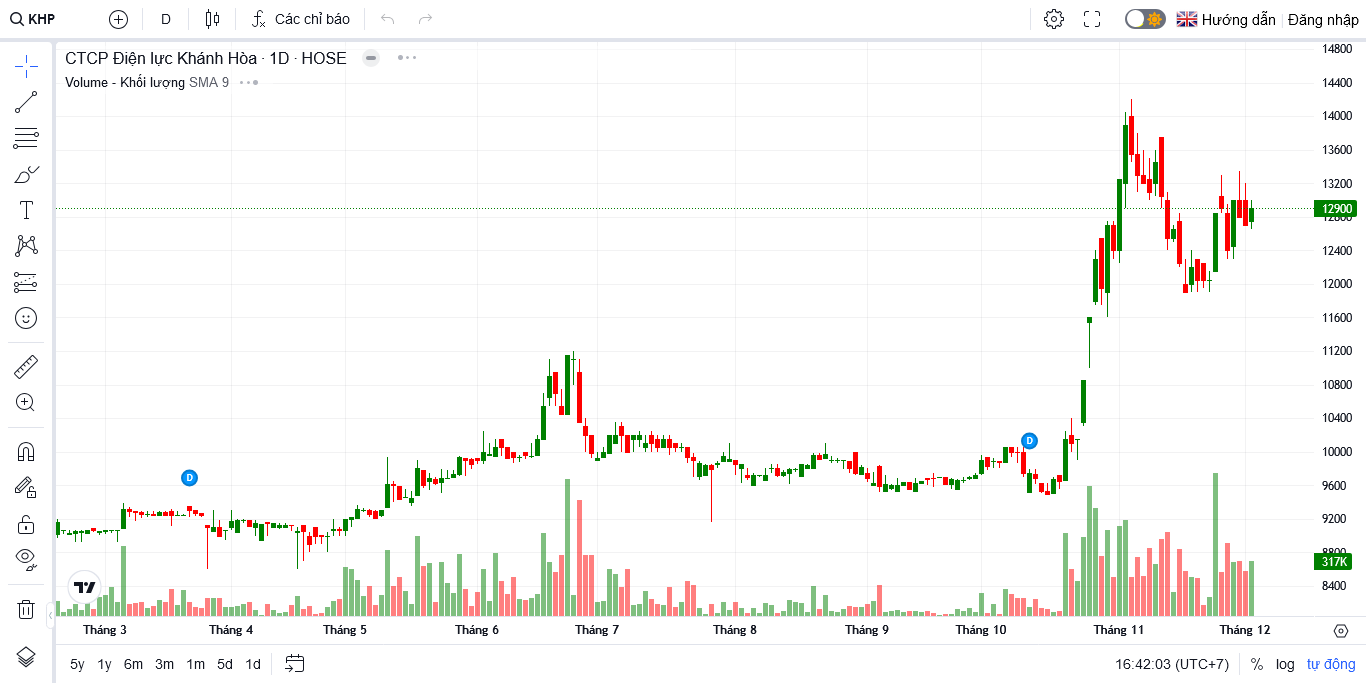 KHP D Các chỉ báo Hướng dẫn Đăng nhập
CTCP Điện lực Khánh Hòa · 1D · HOSE
Volume - Khối lượng SMA 9
14800
14400
14000
13600
13200
12900
12800
12400
12000
11600
11200
10800
10400
10000
9600
9200
8800
317K
8400
D
D
Tháng 3 Tháng 4 Tháng 5 Tháng 6 Tháng 7 Tháng 8 Tháng 9 Tháng 10 Tháng 11 Tháng 12
5y 1y 6m 3m 1m 5d 1d 16:42:03 (UTC+7) % log tự động